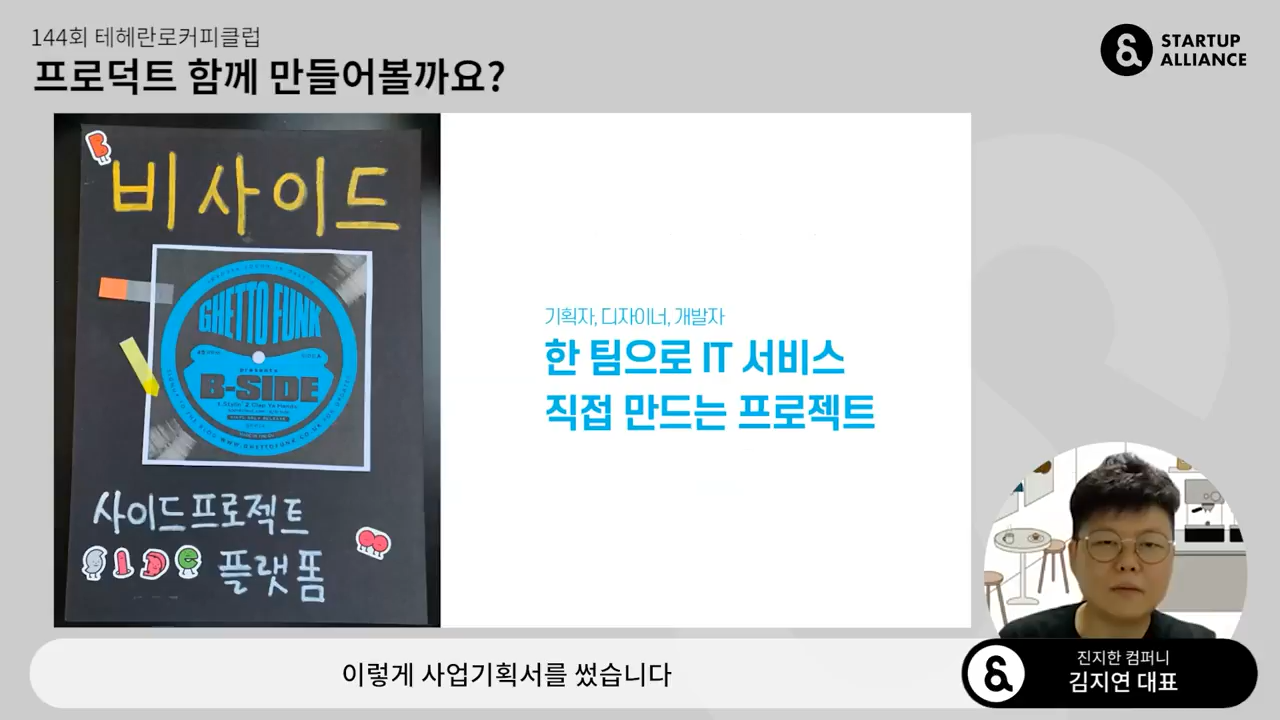 144회 테헤란로커피클럽
프로덕트 함께 만들어볼까요?
STARTUP
ALLIANCE
B
비사이드
GHETTO FUNK
presents
B-SIDE
사이드프로젝트
SIDE 플랫폼
기획자, 디자이너, 개발자
한 팀으로 IT 서비스
직접 만드는 프로젝트
이렇게 사업기획서를 썼습니다
진지한 컴퍼니
김지연 대표